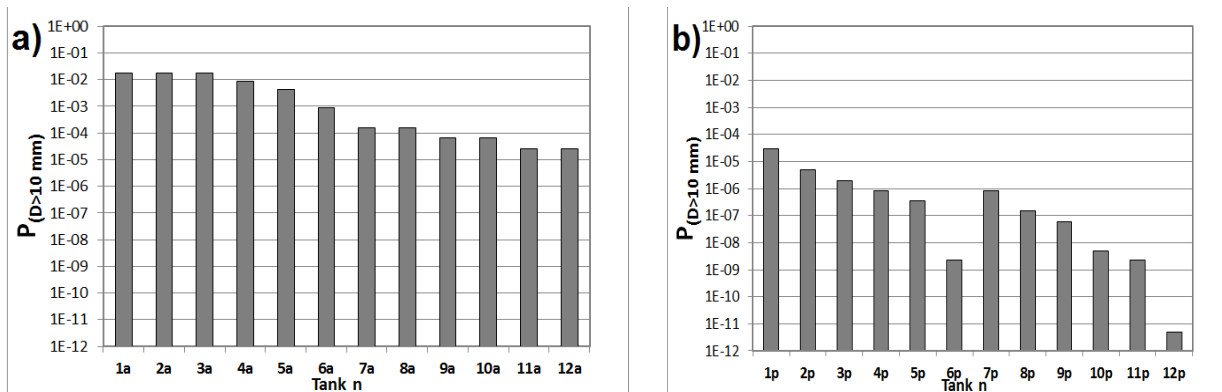 a)
P(D>10 mm)
1E+00
1E-01
1E-02
1E-03
1E-04
1E-05
1E-06
1E-07
1E-08
1E-09
1E-10
1E-11
1E-12
1a 2a 3a 4a 5a 6a 7a 8a 9a 10a 11a 12a
Tank n
b)
P(D>10 mm)
1E+00
1E-01
1E-02
1E-03
1E-04
1E-05
1E-06
1E-07
1E-08
1E-09
1E-10
1E-11
1E-12
1p 2p 3p 4p 5p 6p 7p 8p 9p 10p 11p 12p
Tank n